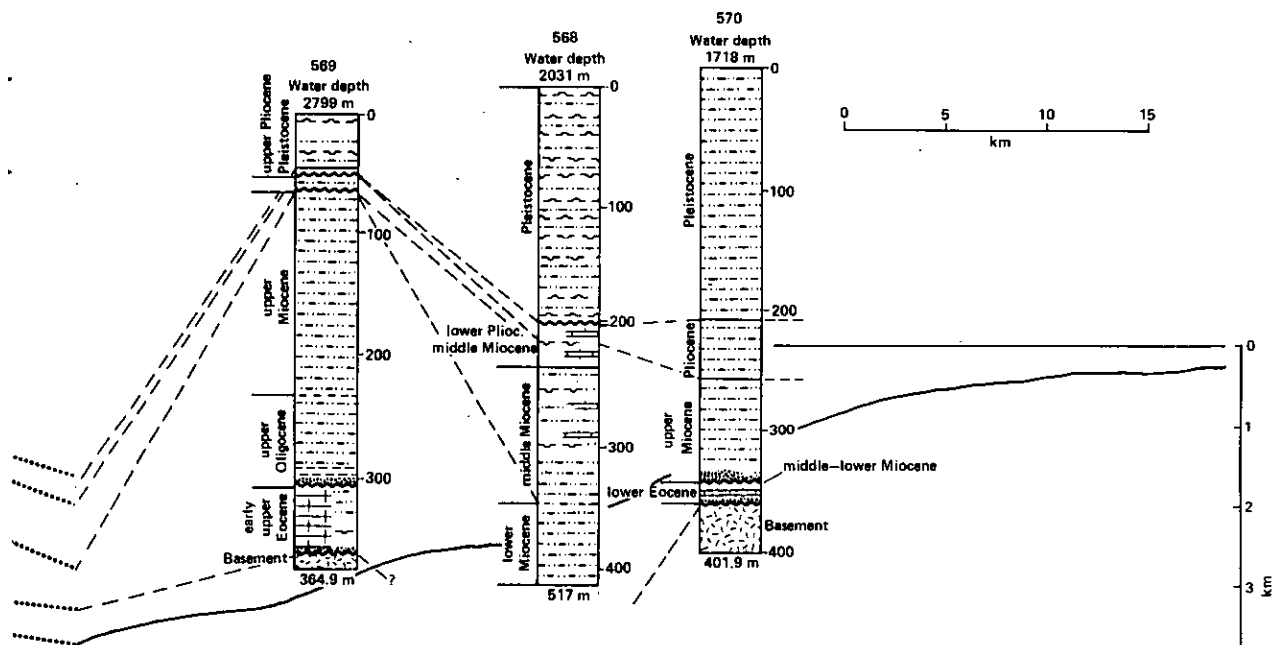 569
Water depth
2799 m
0
100
200
300
upper Pliocene
Pleistocene
upper
Miocene
upper
Oligocene
early
upper
Eocene
Basement
364.9 m
?
568
Water depth
2031 m
0
100
200
300
400
Pleistocene
lower Plioc.
middle Miocene
middle Miocene
lower
Miocene
517 m
570
Water depth
1718 m
0
100
200
300
400
Pleistocene
Pliocene
upper
Miocene
middle–lower Miocene
lower Eocene
Basement
401.9 m
0
5
10
15
km
0
1
2
3
km